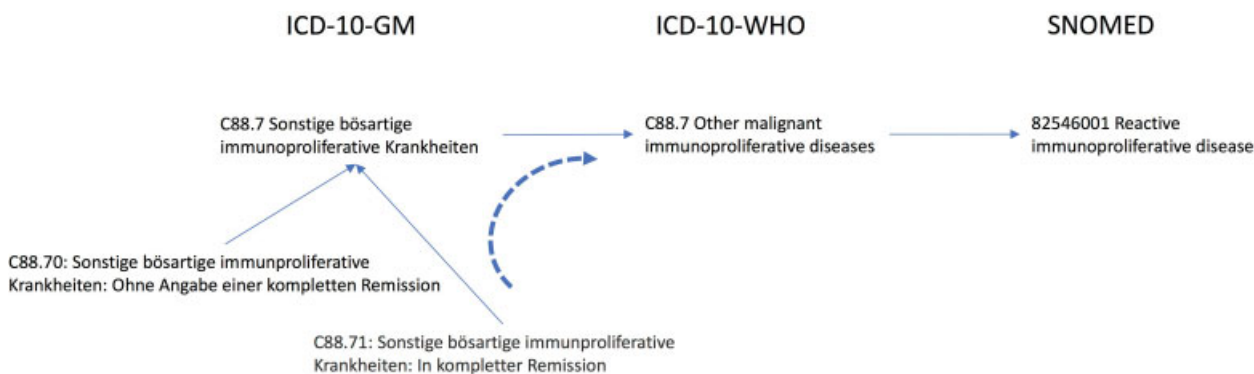 ICD-10-GM
ICD-10-WHO
SNOMED
C88.7 Sonstige bösartige
immunoproliferative Krankheiten
C88.7 Other malignant
immunoproliferative diseases
82546001 Reactive
immunoproliferative disease
C88.70: Sonstige bösartige immunproliferative
Krankheiten: Ohne Angabe einer kompletten Remission
C88.71: Sonstige bösartige immunproliferative
Krankheiten: In kompletter Remission